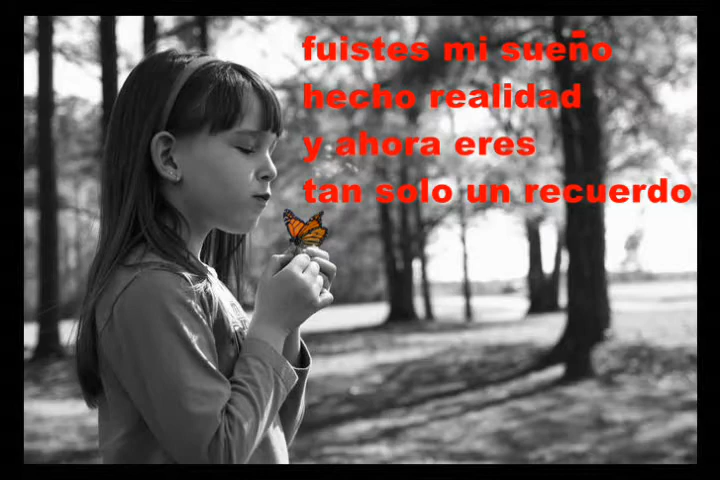 fuistes mi sueño
hecho realidad
y ahora eres
tan solo un recuerdo